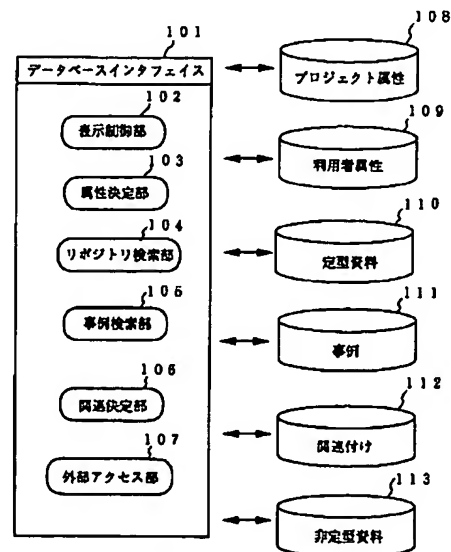 101
データベースインタフェイス
102
表示制御部
103
属性決定部
104
リポジトリ検索部
105
事例検索部
106
関連決定部
107
外部アクセス部
108
プロジェクト属性
109
利用者属性
110
定型資料
111
事例
112
関連付け
113
非定型資料